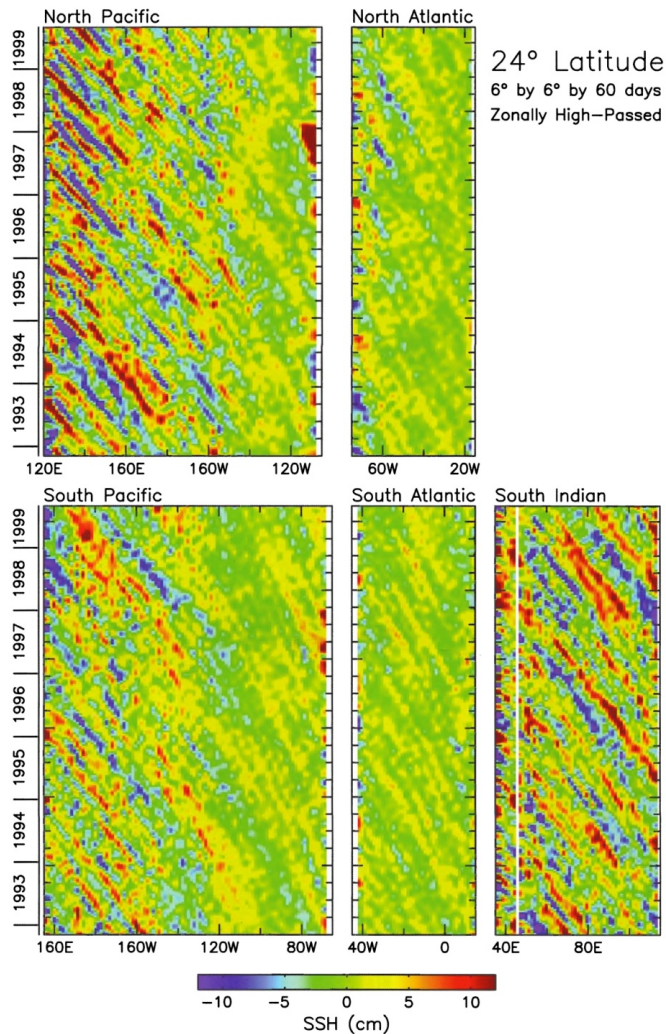 North Pacific
North Atlantic
24° Latitude
6° by 6° by 60 days
Zonally High-Passed
1999
1998
1997
1996
1995
1994
1993
120E 160E 160W 120W
60W 20W
South Pacific
South Atlantic
South Indian
1999
1998
1997
1996
1995
1994
1993
160E 160W 120W 80W
40W 0
40E 80E
-10 -5 0 5 10
SSH (cm)